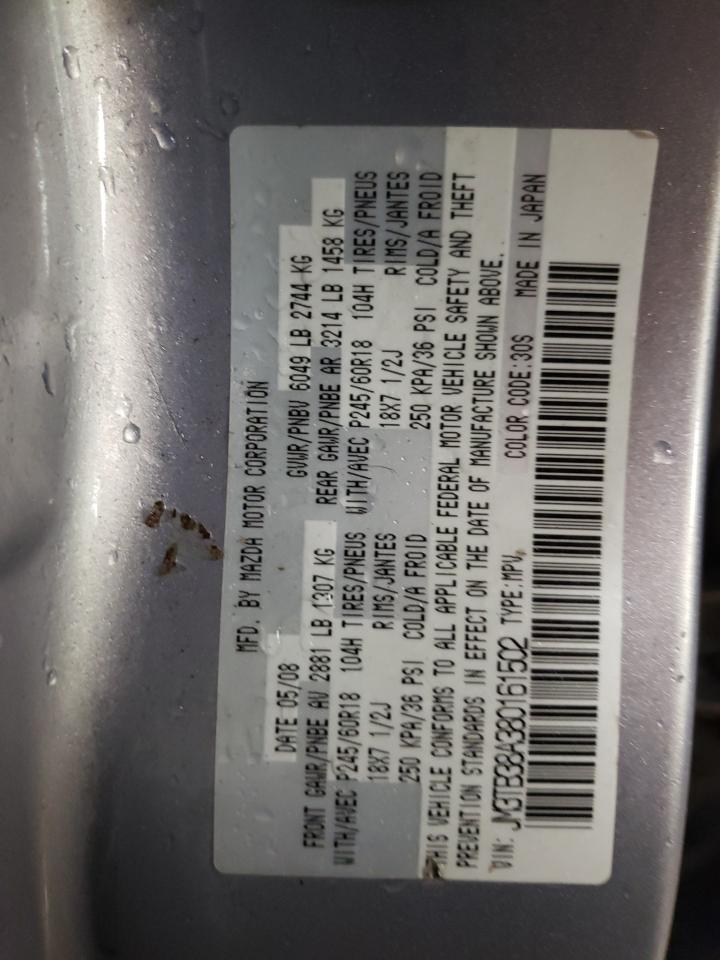 MFD. BY MAZDA MOTOR CORPORATION
DATE 05/08 GVWR/PNBV 6049 LB 2744 KG
FRONT GAWR/PNBE AV 2881 LB 1307 KG REAR GAWR/PNBE AR 3214 LB 1458 KG
WITH/AVEC P245/60R18 104H TIRES/PNEUS WITH/AVEC P245/60R18 104H TIRES/PNEUS
18X7 1/2J RIMS/JANTES 18X7 1/2J RIMS/JANTES
250 KPA/36 PSI COLD/A FROID 250 KPA/36 PSI COLD/A FROID
THIS VEHICLE CONFORMS TO ALL APPLICABLE FEDERAL MOTOR VEHICLE SAFETY AND THEFT
PREVENTION STANDARDS IN EFFECT ON THE DATE OF MANUFACTURE SHOWN ABOVE.
VIN: JM3TB38A380161502 TYPE:MPV COLOR CODE:30S MADE IN JAPAN